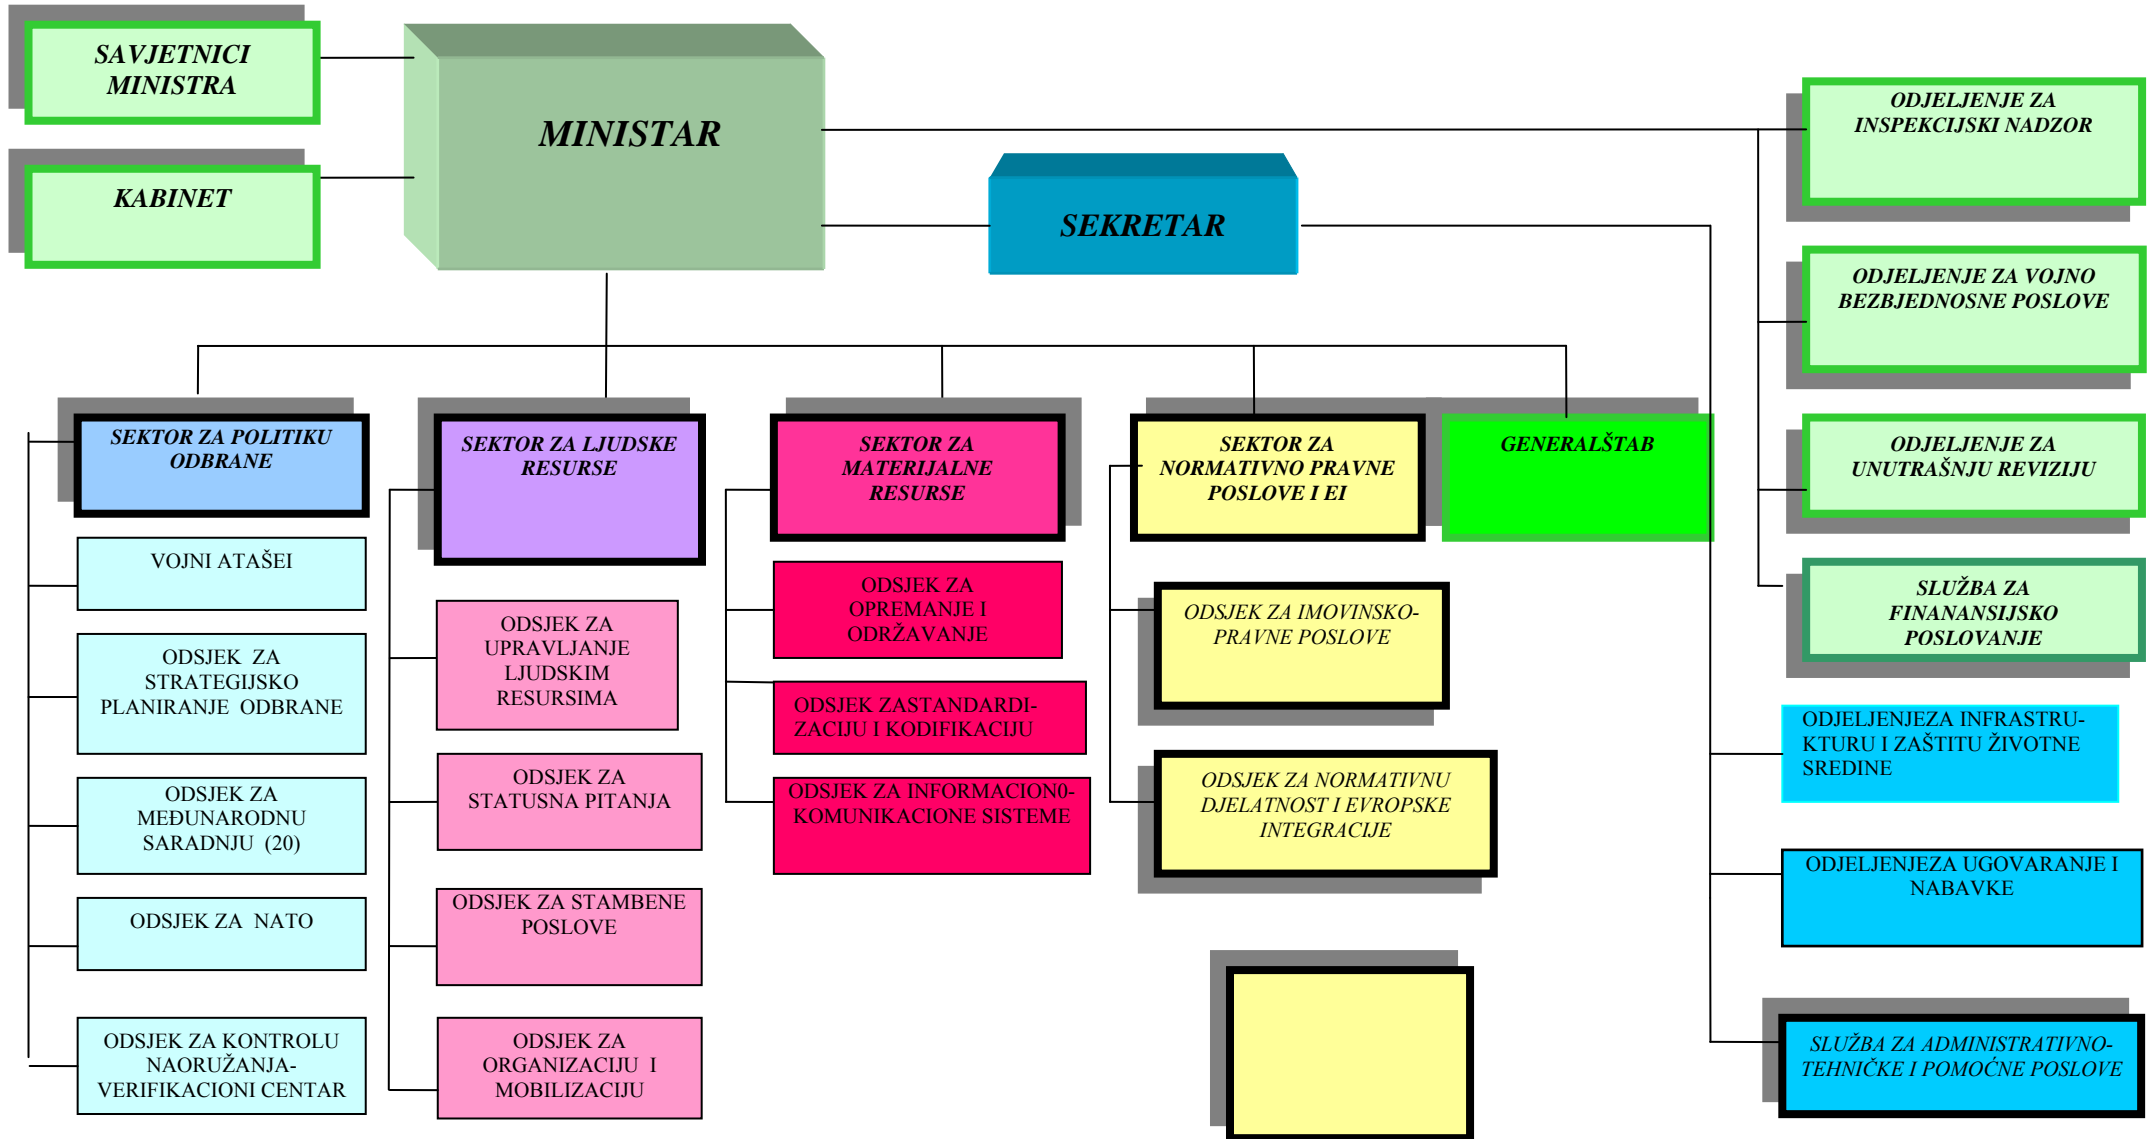 SAVJETNICI
MINISTRA
KABINET
MINISTAR
SEKRETAR
ODJELJENJE ZA
INSPEKCIJSKI NADZOR
ODJELJENJE ZA VOJNO
BEZBJEDNOSNE POSLOVE
ODJELJENJE ZA
UNUTRAŠNJU REVIZIJU
SLUŽBA ZA
FINANANSIJSKO
POSLOVANJE
SEKTOR ZA POLITIKU
ODBRANE
VOJNI ATAŠEI
ODSJEK ZA
STRATEGIJSKO
PLANIRANJE ODBRANE
ODSJEK ZA
MEĐUNARODNU
SARADNJU (20)
ODSJEK ZA NATO
ODSJEK ZA KONTROLU
NAORUŽANJA-
VERIFIKACIONI CENTAR
SEKTOR ZA LJUDSKE
RESURSE
ODSJEK ZA
UPRAVLJANJE
LJUDSKIM
RESURSIMA
ODSJEK ZA
STATUSNA PITANJA
ODSJEK ZA STAMBENE
POSLOVE
ODSJEK ZA
ORGANIZACIJU I
MOBILIZACIJU
SEKTOR ZA
MATERIJALNE
RESURSE
ODSJEK ZA
OPREMANJE I
ODRŽAVANJE
ODSJEK ZASTANDARDI-
ZACIJU I KODIFIKACIJU
ODSJEK ZA INFORMACION0-
KOMUNIKACIONE SISTEME
SEKTOR ZA
NORMATIVNO PRAVNE
POSLOVE I EI
ODSJEK ZA IMOVINSKO-
PRAVNE POSLOVE
ODSJEK ZA NORMATIVNU
DJELATNOST I EVROPSKE
INTEGRACIJE
GENERALŠTAB
ODJELJENJEZA INFRASTRU-
KTURU I ZAŠTITU ŽIVOTNE
SREDINE
ODJELJENJEZA UGOVARANJE I
NABAVKE
SLUŽBA ZA ADMINISTRATIVNO-
TEHNIČKE I POMOĆNE POSLOVE